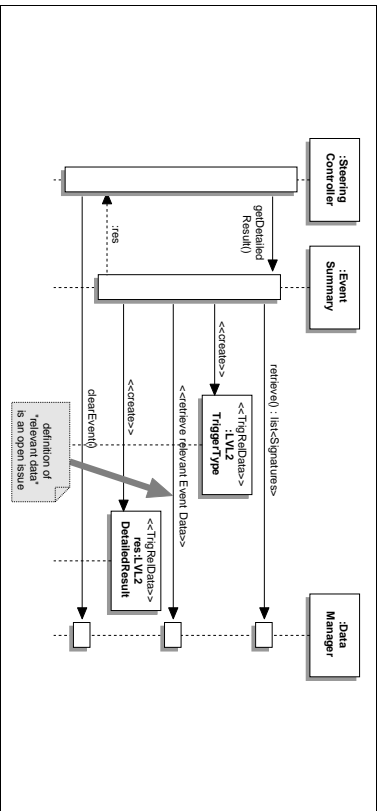 :Steering
Controller
:Event
Summary
:Data
Manager
getDetailed
Result()
retrieve() : list<Signatures>
<<create>>
<<TrigRelData>>
:LVL2
TriggerType
<<retrieve relevant Event Data>>
<<create>>
<<TrigRelData>>
res:LVL2
DetailedResult
:res
clearEvent()
definition of
"relevant data"
is an open issue